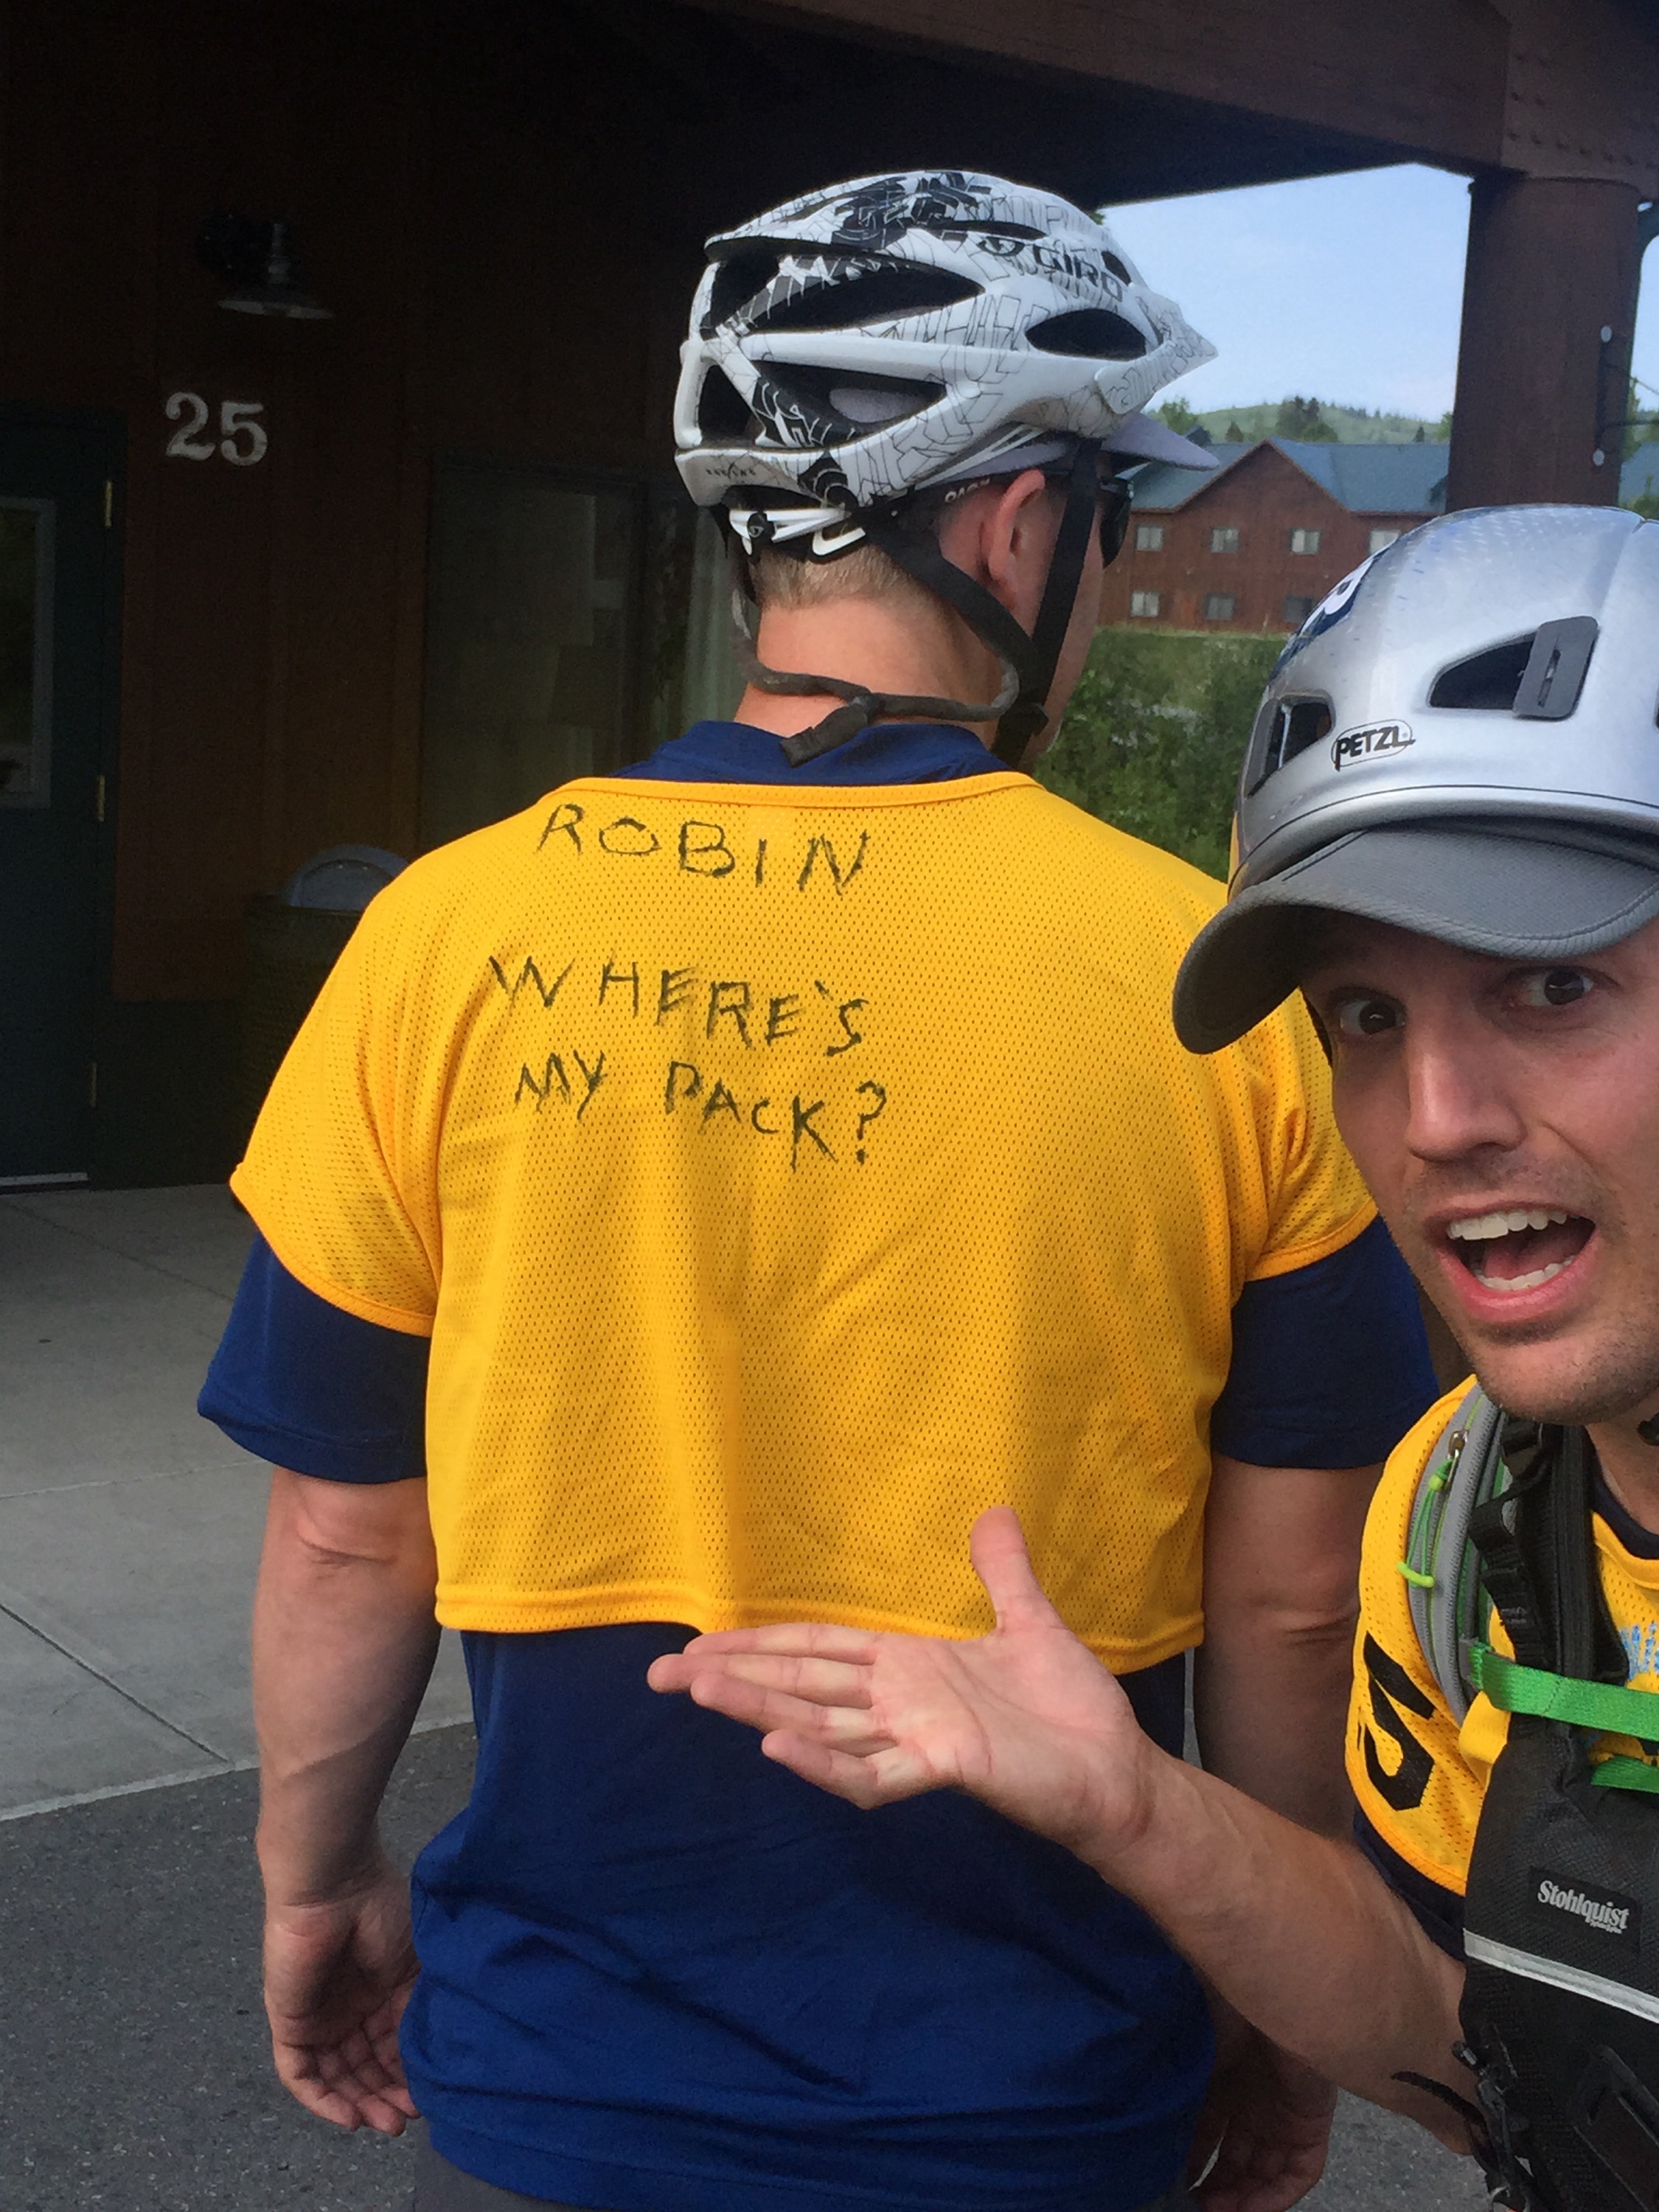 GIRO
25
PETZL
ROBIN
WHERE'S
MY PACK?
Stohlquist